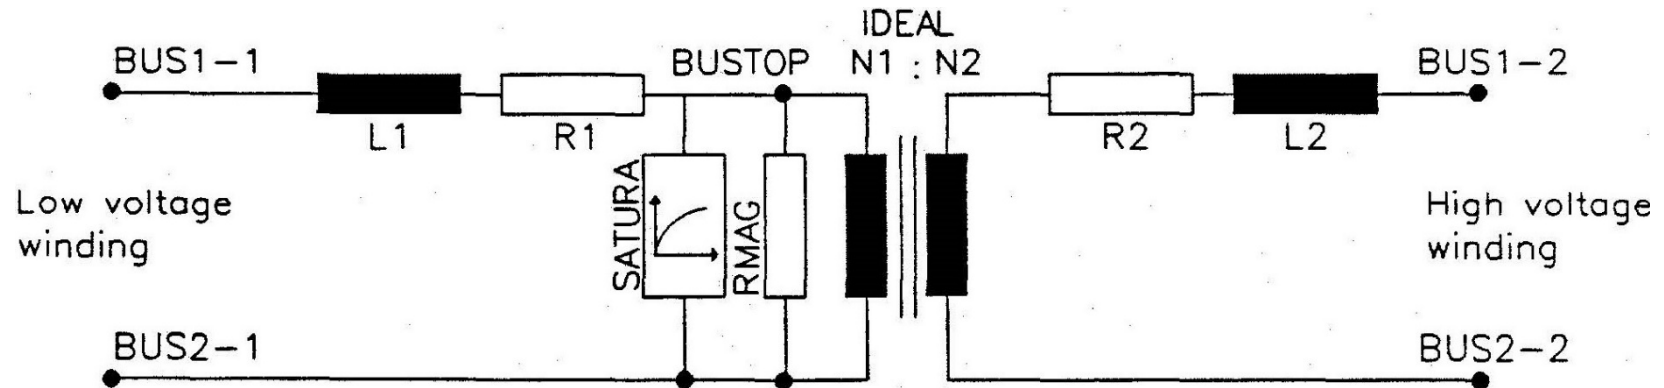 IDEAL
BUS1-1
BUSTOP
N1 : N2
BUS1-2
L1
R1
R2
L2
SATURA
RMAG
Low voltage
winding
High voltage
winding
BUS2-1
BUS2-2